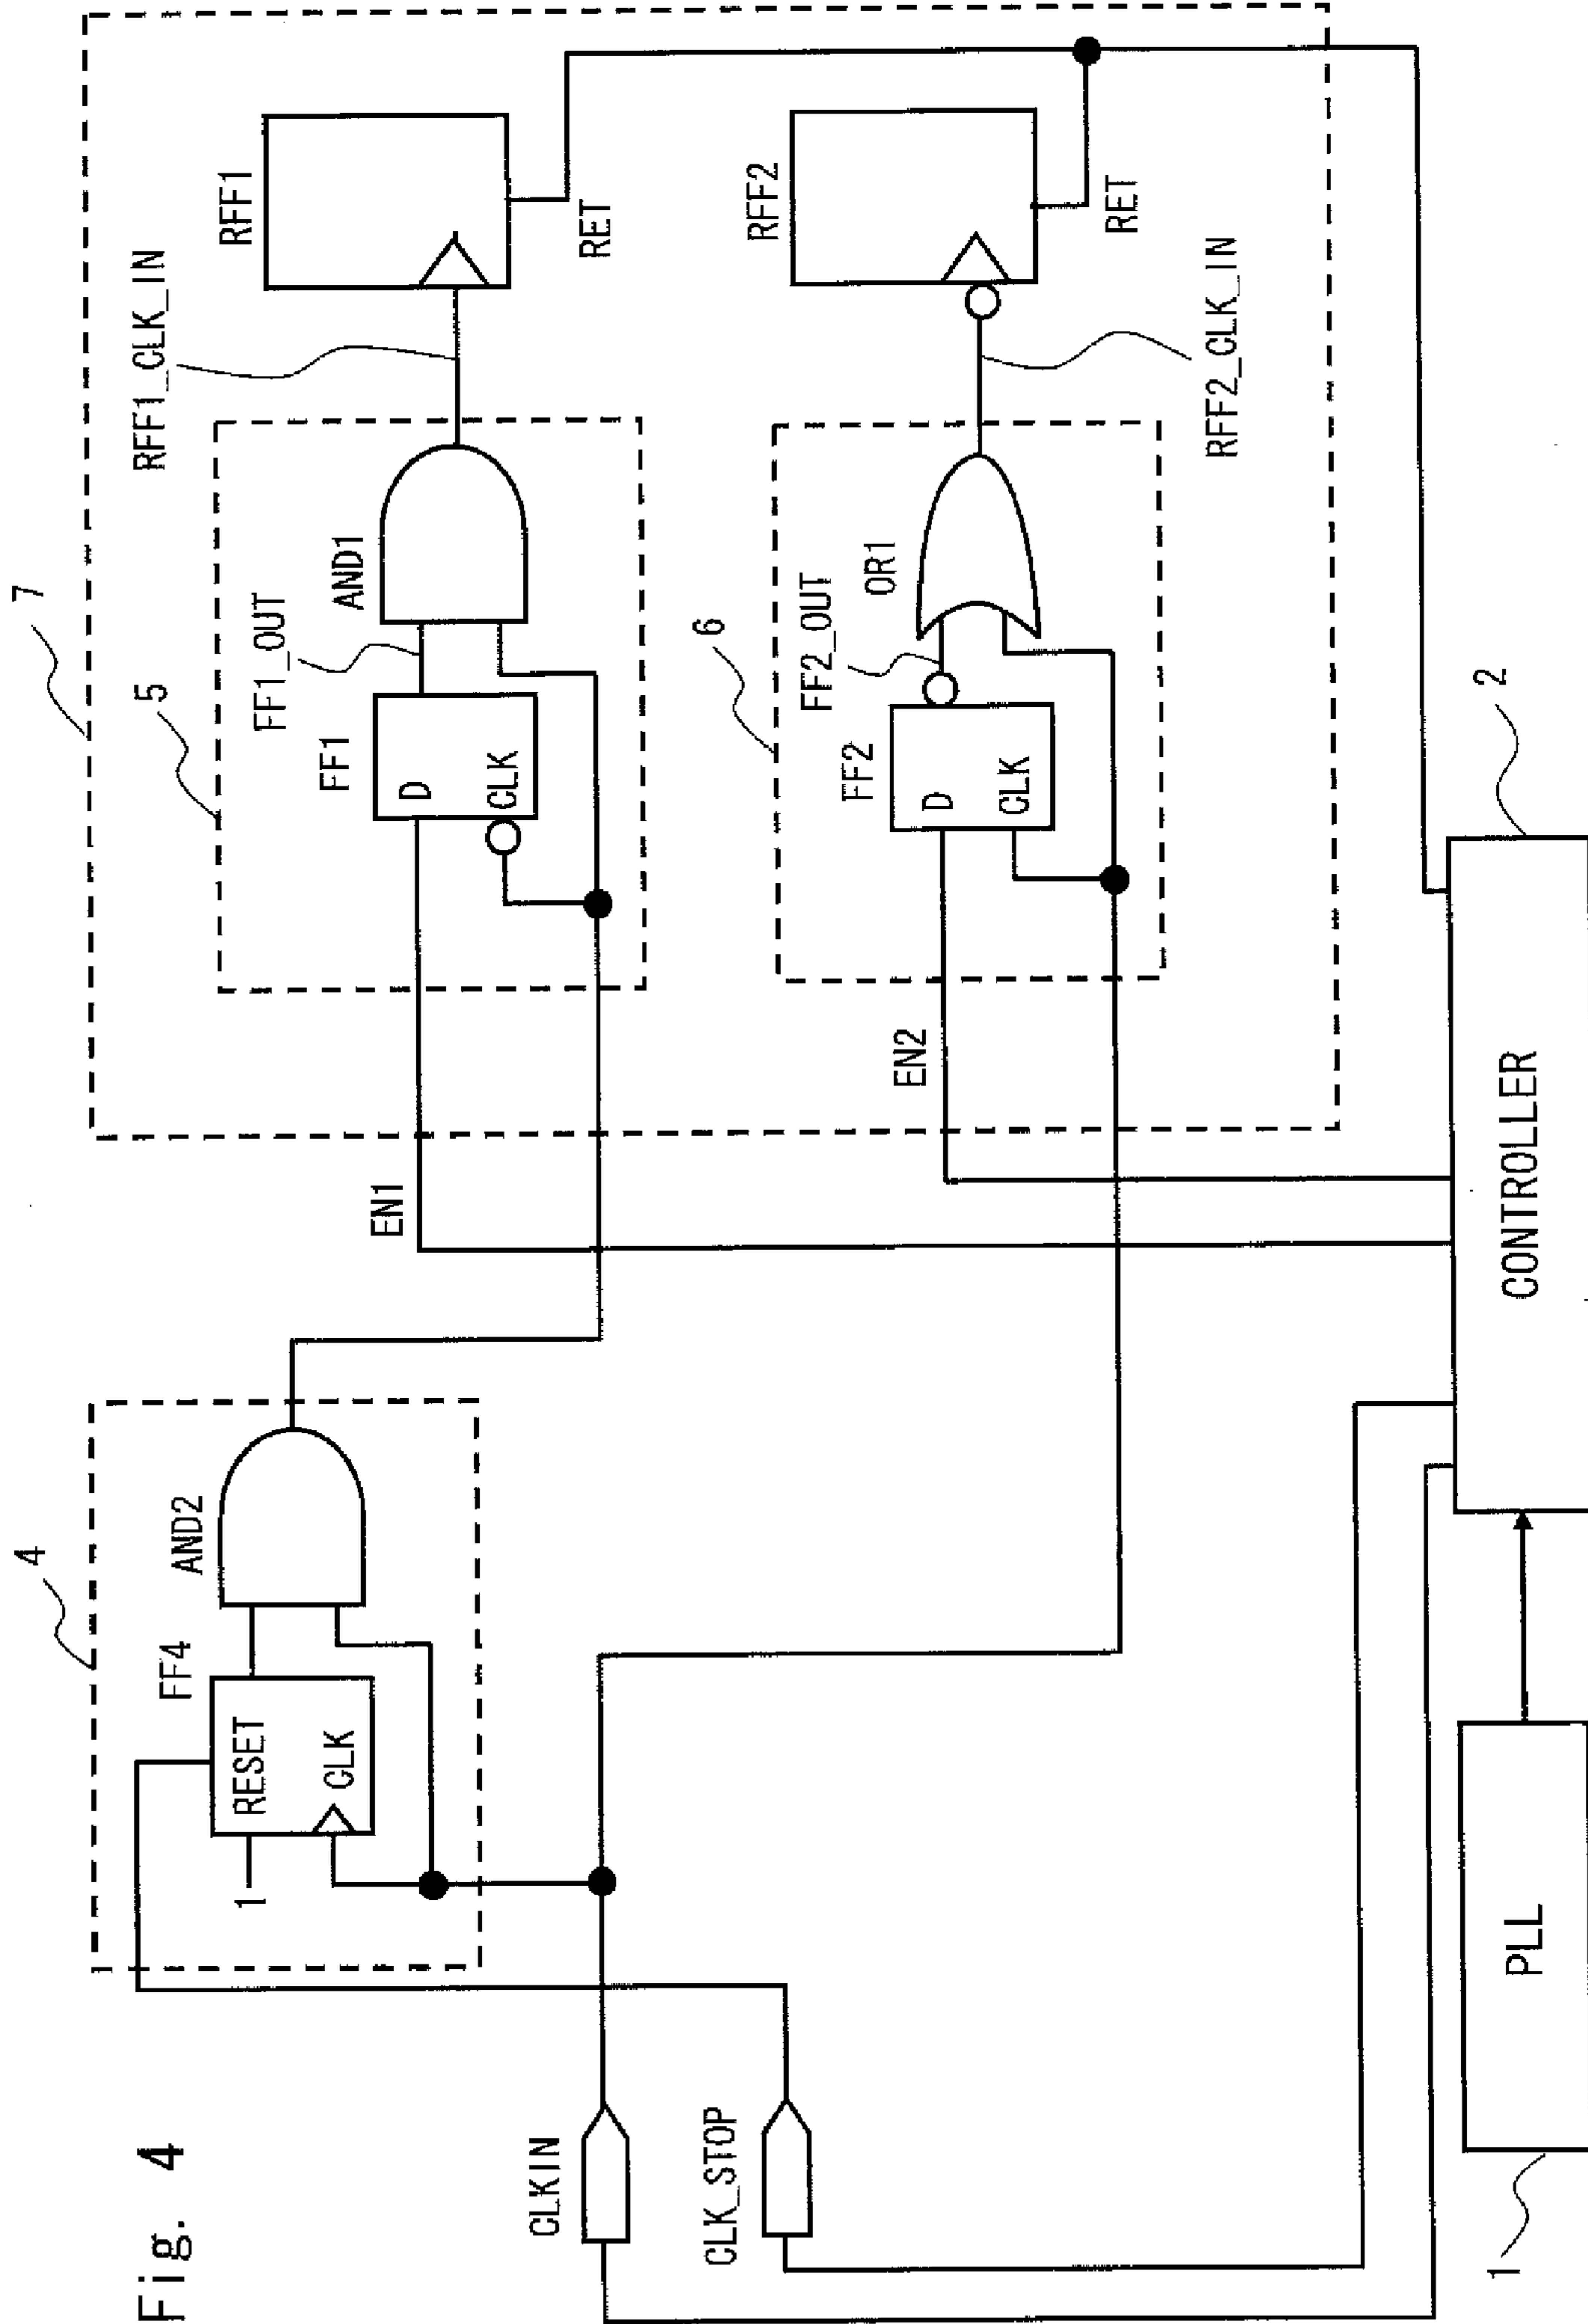 Fig. 4
7
4
5
RFF1_CLK_IN
RFF1
FF4
AND2
EN1
FF1
FF1_OUT
AND1
RESET
CLK
1
D
CLK
RET
6
CLKIN
CLK_STOP
EN2
FF2
FF2_OUT
OR1
RFF2
D
CLK
RFF2_CLK_IN
RET
1
PLL
CONTROLLER
2